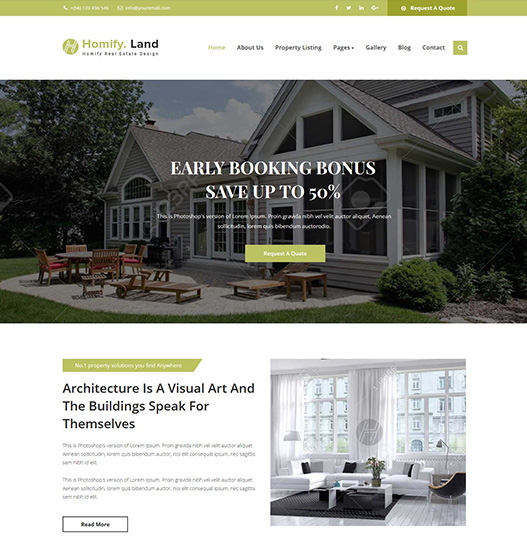 +(54) 123 456 545 info@youremail.com Request A Quote
Homify. Land
Homify Real Estate Design
Home About Us Property Listing Pages Gallery Blog Contact
EARLY BOOKING BONUS
SAVE UP TO 50%
This is Photoshop's version of Lorem Ipsum. Proin gravida nibh vel velit auctor aliquet. Aenean
sollicitudin, lorem quis bibendum auctorodio.
Request A Quote
No.1 property solutions you find Anywhere
Architecture Is A Visual Art And
The Buildings Speak For
Themselves
This is Photoshop's version of Lorem Ipsum. Proin gravida nibh vel velit auctor aliquet.
Aenean sollicitudin, lorem quis bibendum auctor, nisi elit consequat ipsum, nec sagittis
sem nibh id elit.
This is Photoshop's version of Lorem Ipsum. Proin gravida nibh vel velit auctor aliquet.
Aenean sollicitudin, lorem quis bibendum auctor, nisi elit consequat ipsum, nec sagittis
sem nibh id elit.
Read More